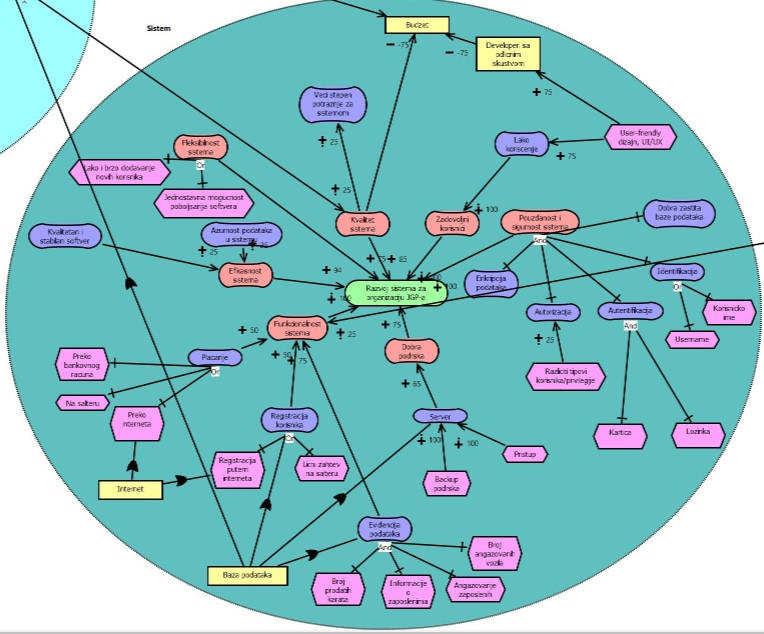 Sistem
Budzet
-75
-75
Developeri sa
odlicnim
iskustvom
+ 75
User-friendly
dizajn, UI/UX
Veci stepen
potraznje za
sistemom
+ 25
+ 25
Lako
koriscenje
+ 75
Fleksibilnost
sistema
Or
Lako i brzo dodavanje
novih korisnika
Jednostavna mogucnost
poboljsanja softvera
Kvalitet
sistema
Zadovoljni
korisnici
+ 100
Pouzdanost i
sigurnost sistema
And
Dobra zastita
baze podataka
Kvalitetan i
stabilan softver
Azurnost podataka
u sistemu
+ 25
Efikasnost
sistema
+ 94
+ 85
Razvoj sistema za
organizaciju JGP-a
+ 100
+ 100
Enkripcija
podataka
Identifikacija
Or
Korisnicko
ime
Username
Autorizacija
+ 25
Autentifikacija
And
Funkcionalnost
sistema
+ 25
+ 75
+ 50
+ 50
+ 75
Dobra
podrska
Preko
bankovnog
racuna
Placanje
Or
Na salteru
Preko
interneta
Razliciti tipovi
korisnika/privilegije
+ 65
Registracija
korisnika
Or
Server
+ 100
+ 100
Kartica
Lozinka
Registracija
putem
interneta
Licni zahtev
na salteru
Pristup
Backup
podrska
Internet
Evidencija
podataka
And
Broj
angazovanih
vozila
Baza podataka
Broj
prodatih
karata
Informacije
o
zaposlenima
Angazovanje
zaposlenih